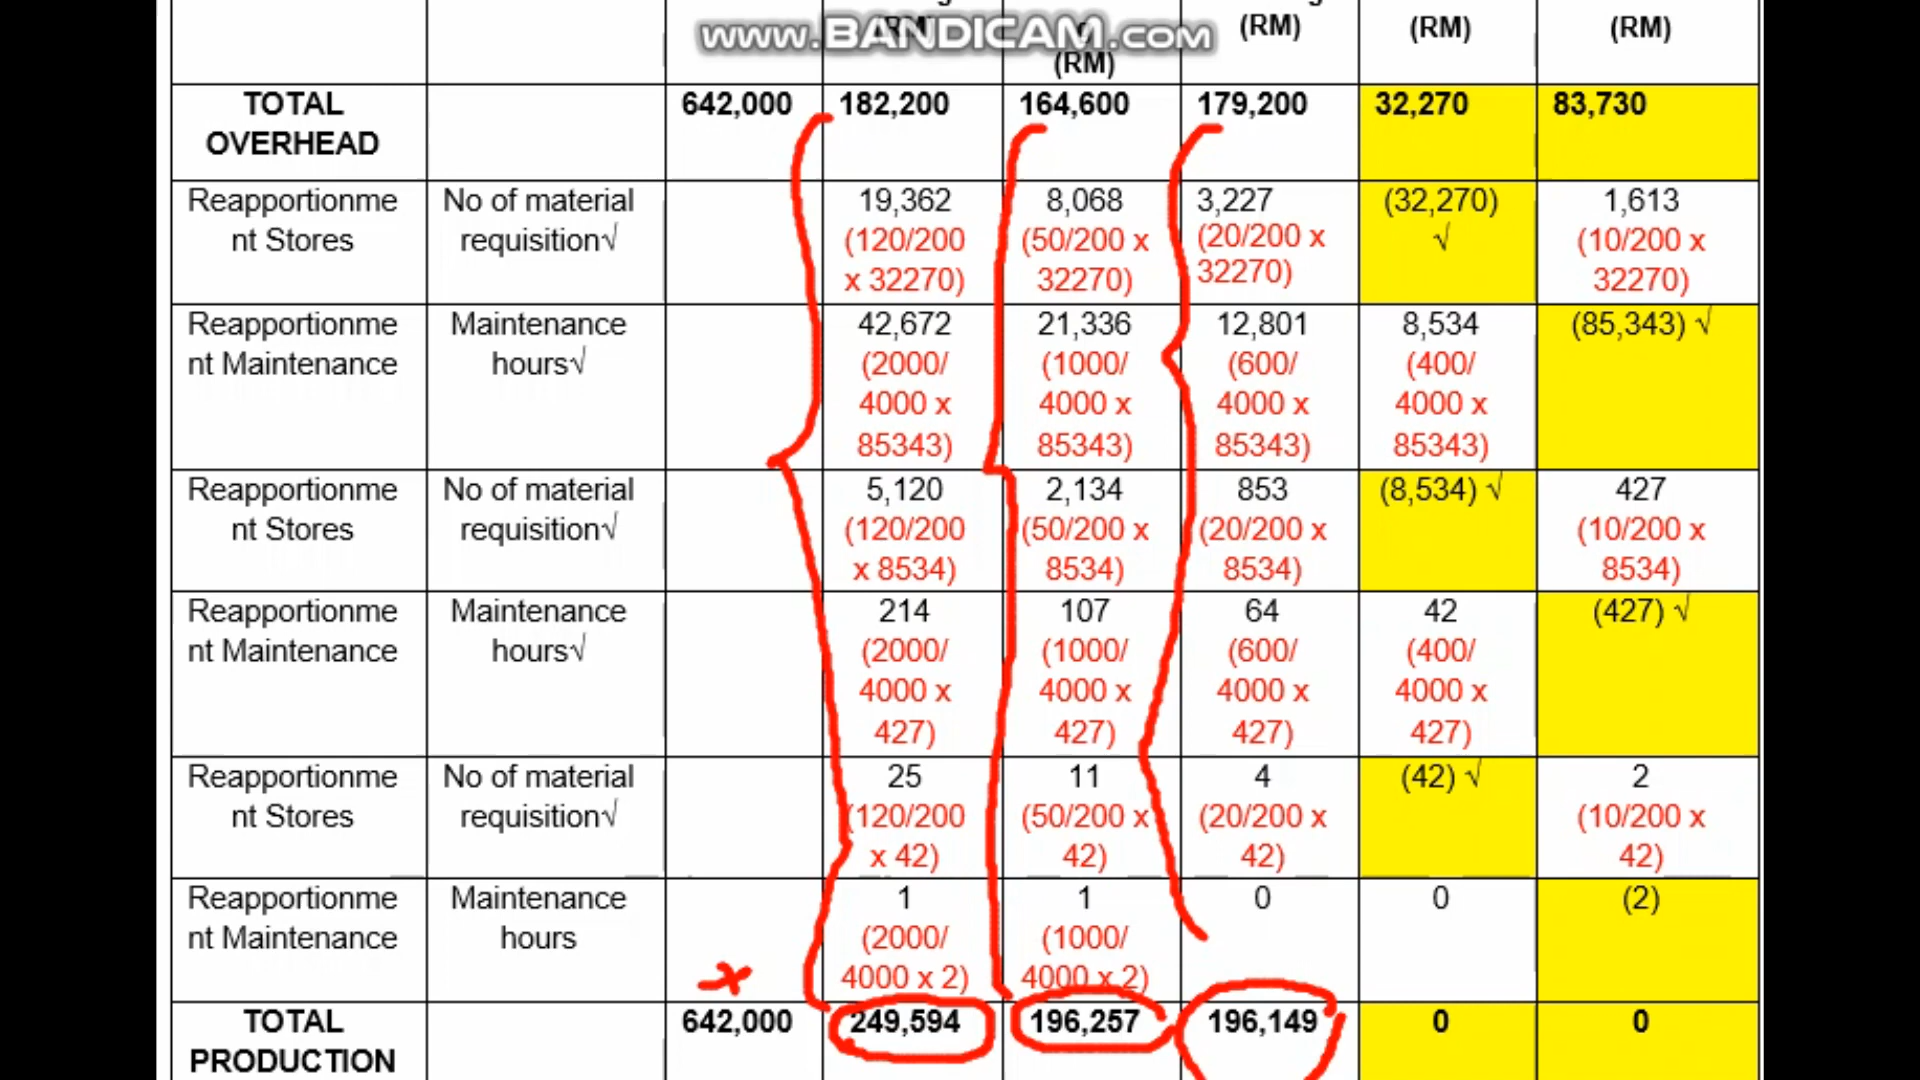 www.BANDICAM.com
(RM)
(RM)
(RM)
(RM)
(RM)
TOTAL OVERHEAD 642,000 182,200 164,600 179,200 32,270 83,730
Reapportionme No of material 19,362 8,068 3,227 (32,270) 1,613
nt Stores requisition√ (120/200 (50/200 x (20/200 x √ (10/200 x
x 32270) 32270) 32270) 32270)
Reapportionme Maintenance 42,672 21,336 12,801 8,534 (85,343) √
nt Maintenance hours√ (2000/ (1000/ (600/ (400/
4000 x 4000 x 4000 x 4000 x
85343) 85343) 85343) 85343)
Reapportionme No of material 5,120 2,134 853 (8,534) √ 427
nt Stores requisition√ (120/200 (50/200 x (20/200 x (10/200 x
x 8534) 8534) 8534) 8534)
Reapportionme Maintenance 214 107 64 42 (427) √
nt Maintenance hours√ (2000/ (1000/ (600/ (400/
4000 x 4000 x 4000 x 4000 x
427) 427) 427) 427)
Reapportionme No of material 25 11 4 (42) √ 2
nt Stores requisition√ (120/200 (50/200 x (20/200 x (10/200 x
x 42) 42) 42) 42)
Reapportionme Maintenance 1 1 0 0 (2)
nt Maintenance hours (2000/ (1000/
4000 x 2) 4000 x 2)
TOTAL 642,000 249,594 196,257 196,149 0 0
PRODUCTION